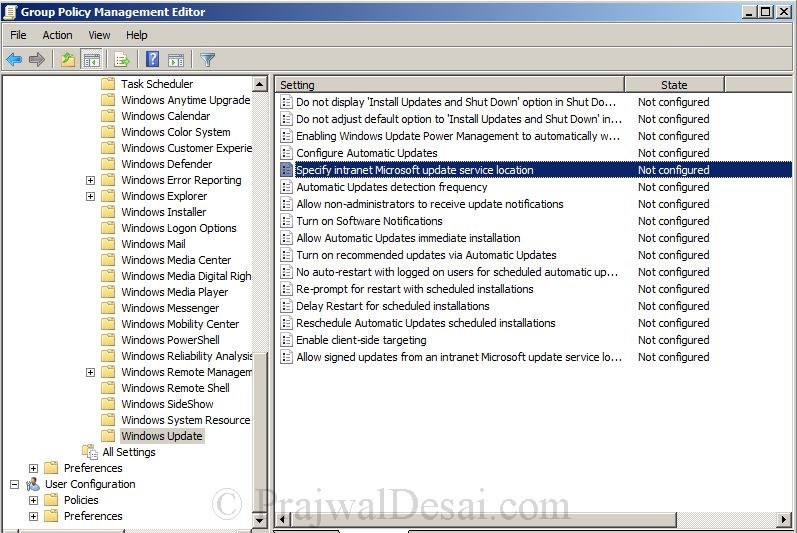 Group Policy Management Editor
File Action View Help
Task Scheduler
Windows Anytime Upgrade
Windows Calendar
Windows Color System
Windows Customer Experie
Windows Defender
Windows Error Reporting
Windows Explorer
Windows Installer
Windows Logon Options
Windows Mail
Windows Media Center
Windows Media Digital Righ
Windows Media Player
Windows Messenger
Windows Mobility Center
Windows PowerShell
Windows Reliability Analysis
Windows Remote Managem
Windows Remote Shell
Windows SideShow
Windows System Resource
Windows Update
All Settings
Preferences
User Configuration
Policies
Preferences
Setting State
Do not display 'Install Updates and Shut Down' option in Shut Do... Not configured
Do not adjust default option to 'Install Updates and Shut Down' in... Not configured
Enabling Windows Update Power Management to automatically w... Not configured
Configure Automatic Updates Not configured
Specify intranet Microsoft update service location Not configured
Automatic Updates detection frequency Not configured
Allow non-administrators to receive update notifications Not configured
Turn on Software Notifications Not configured
Allow Automatic Updates immediate installation Not configured
Turn on recommended updates via Automatic Updates Not configured
No auto-restart with logged on users for scheduled automatic up... Not configured
Re-prompt for restart with scheduled installations Not configured
Delay Restart for scheduled installations Not configured
Reschedule Automatic Updates scheduled installations Not configured
Enable client-side targeting Not configured
Allow signed updates from an intranet Microsoft update service lo... Not configured
© PrajwalDesai.com